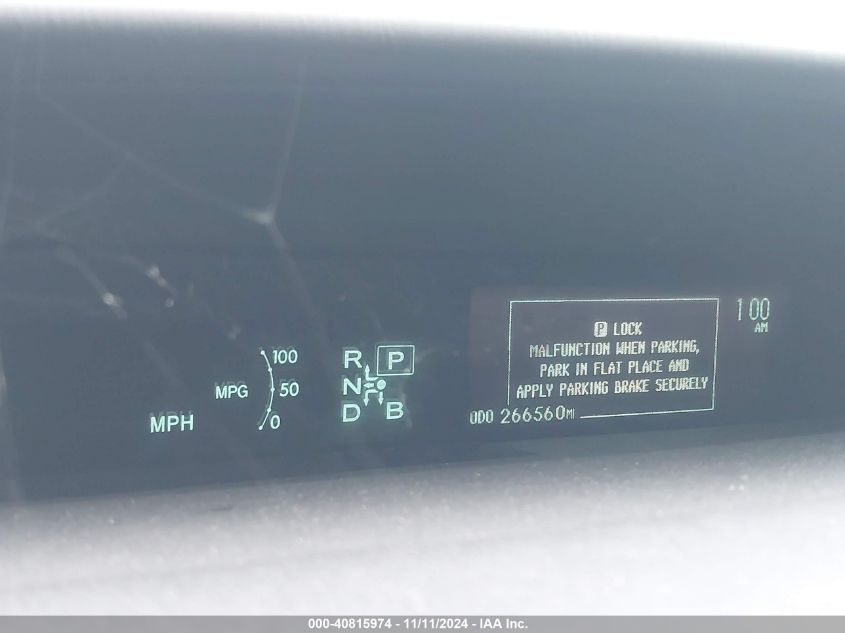 P LOCK
MALFUNCTION WHEN PARKING,
PARK IN FLAT PLACE AND
APPLY PARKING BRAKE SECURELY
1:00
AM
MPH
MPG
100
50
0
R P
N
D B
ODO 266560MI
000-40815974 - 11/11/2024 - IAA Inc.